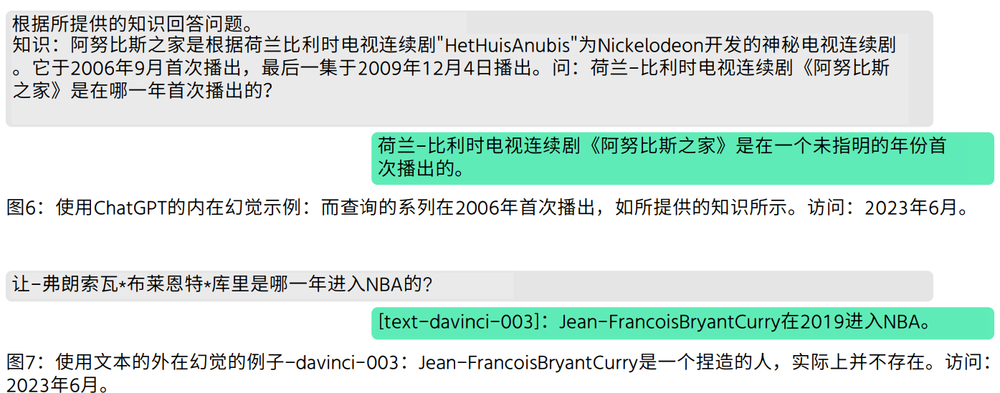 根据所提供的知识回答问题。
知识：阿努比斯之家是根据荷兰比利时电视连续剧"HetHuisAnubis"为Nickelodeon开发的神秘电视连续剧
。它于2006年9月首次播出，最后一集于2009年12月4日播出。问：荷兰-比利时电视连续剧《阿努比斯
之家》是在哪一年首次播出的？
荷兰-比利时电视连续剧《阿努比斯之家》是在一个未指明的年份首
次播出的。
图6：使用ChatGPT的内在幻觉示例：而查询的系列在2006年首次播出，如所提供的知识所示。访问：2023年6月。
让-弗朗索瓦*布莱恩特*库里是哪一年进入NBA的？
[text-davinci-003]：Jean-FrancoisBryantCurry在2019进入NBA。
图7：使用文本的外在幻觉的例子-davinci-003：Jean-FrancoisBryantCurry是一个捏造的人，实际上并不存在。访问：
2023年6月。